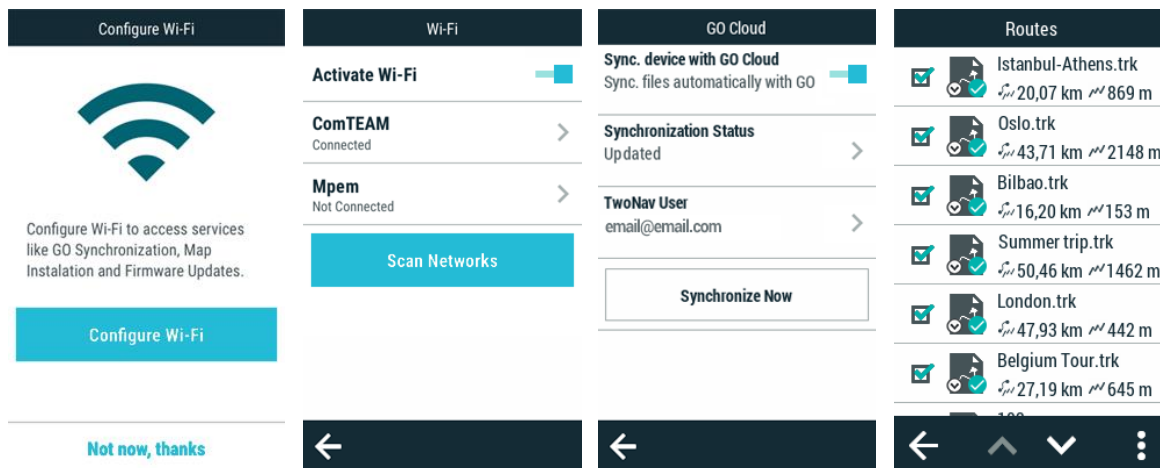 Configure Wi-Fi
Configure Wi-Fi to access services
like GO Synchronization, Map
Instalation and Firmware Updates.
Configure Wi-Fi
Not now, thanks
Wi-Fi
Activate Wi-Fi
ComTEAM
Connected
Mpem
Not Connected
Scan Networks
GO Cloud
Sync. device with GO Cloud
Sync. files automatically with GO
Synchronization Status
Updated
TwoNav User
email@email.com
Synchronize Now
Routes
Istanbul-Athens.trk
20,07 km 869 m
Oslo.trk
43,71 km 2148 m
Bilbao.trk
16,20 km 153 m
Summer trip.trk
50,46 km 1462 m
London.trk
47,93 km 442 m
Belgium Tour.trk
27,19 km 645 m